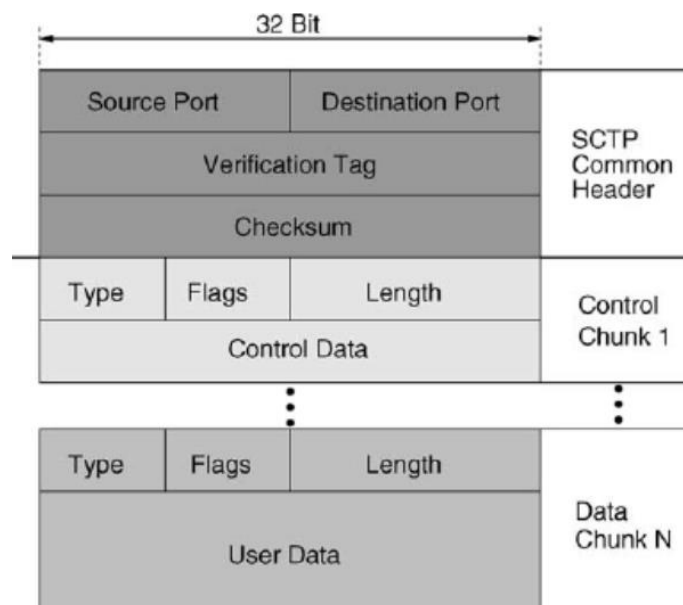 32 Bit
Source Port
Destination Port
SCTP
Common
Header
Verification Tag
Checksum
Type
Flags
Length
Control
Chunk 1
Control Data
Type
Flags
Length
Data
Chunk N
User Data